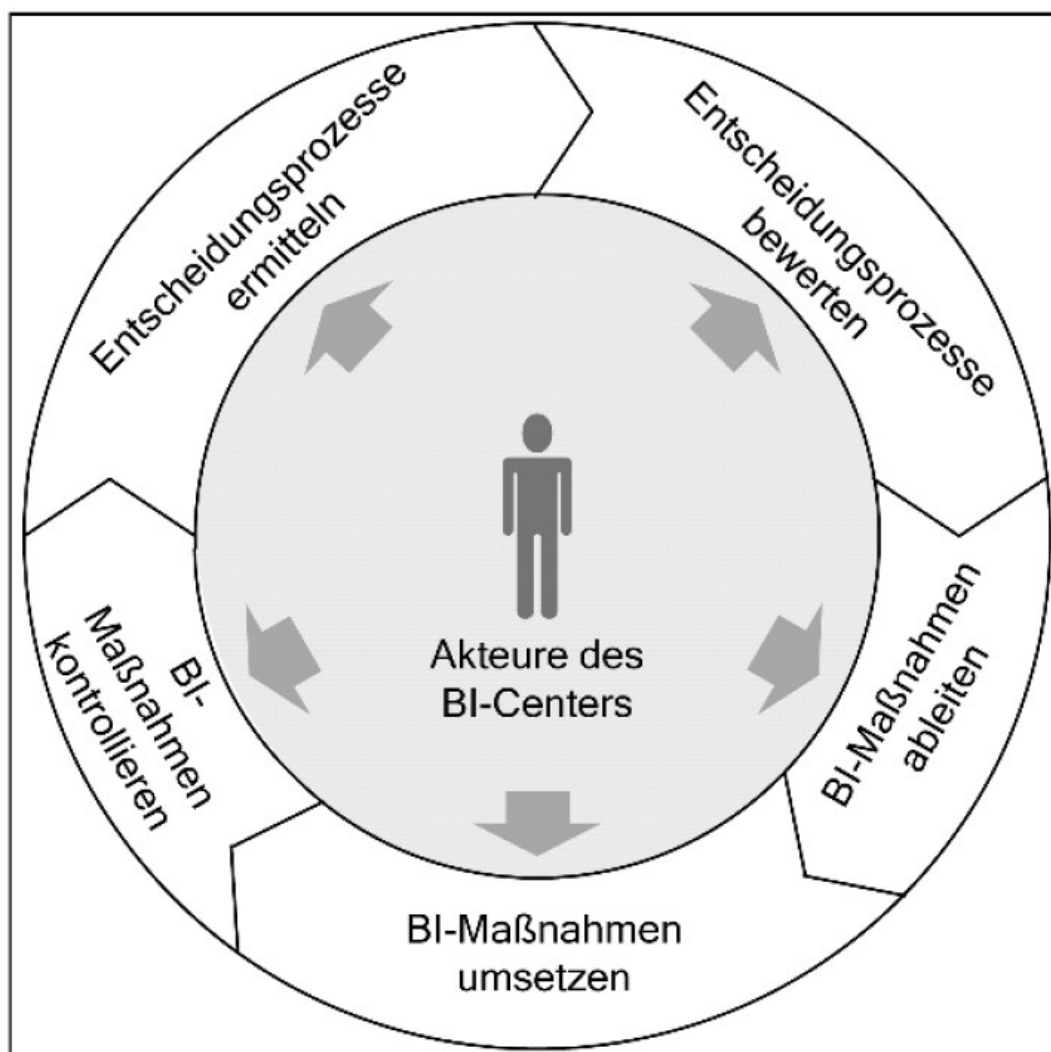 Entscheidungsprozesse
ermitteln
Entscheidungsprozesse
bewerten
BI-Maßnahmen
ableiten
BI-Maßnahmen
umsetzen
BI-
Maßnahmen
kontrollieren
Akteure des
BI-Centers